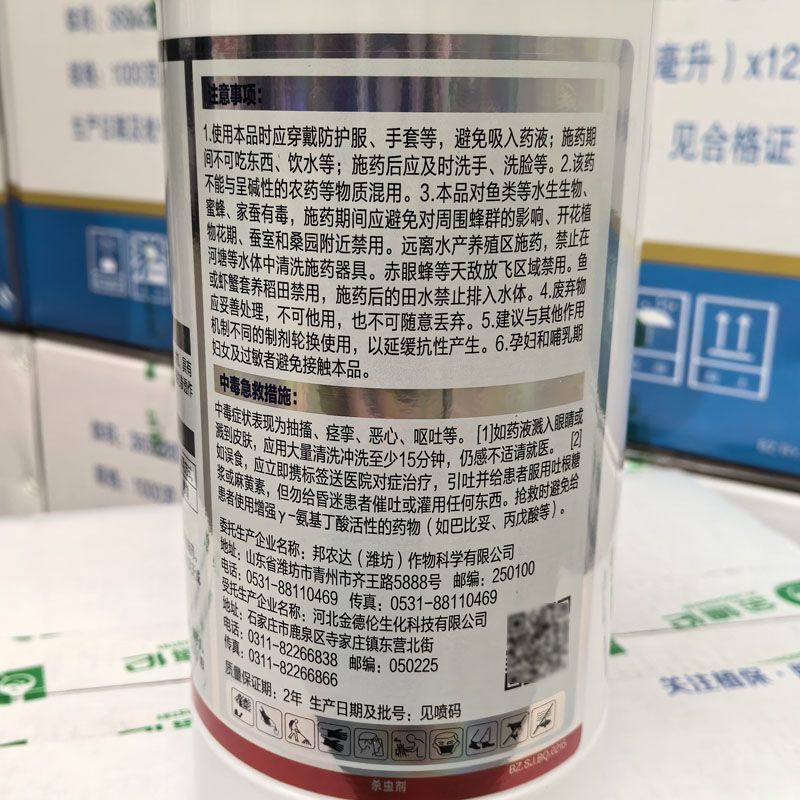 毫升）x12
见合格证
注意事项：
1.使用本品时应穿戴防护服、手套等，避免吸入药液；施药期
间不可吃东西、饮水等；施药后应及时洗手、洗脸等。2.该药
不能与呈碱性的农药等物质混用。3.本品对鱼类等水生生物、
蜜蜂、家蚕有毒，施药期间应避免对周围蜂群的影响、开花植
物花期、蚕室和桑园附近禁用。远离水产养殖区施药，禁止在
河塘等水体中清洗施药器具。赤眼蜂等天敌放飞区域禁用。鱼
或虾蟹套养稻田禁用，施药后的田水禁止排入水体。4.废弃物
应妥善处理，不可他用，也不可随意丢弃。5.建议与其他作用
机制不同的制剂轮换使用，以延缓抗性产生。6.孕妇和哺乳期
妇女及过敏者避免接触本品。
中毒急救措施：
中毒症状表现为抽搐、痉挛、恶心、呕吐等。[1]如药液溅入眼睛或
溅到皮肤，应用大量清洗冲洗至少15分钟，仍感不适请就医。[2]
如误食，应立即携标签送医院对症治疗，引吐并给患者服用吐根糖
浆或麻黄素，但勿给昏迷患者催吐或灌用任何东西。抢救时避免给
患者使用增强γ-氨基丁酸活性的药物（如巴比妥、丙戊酸等）。
委托生产企业名称：邦农达（潍坊）作物科学有限公司
地址：山东省潍坊市青州市齐王路5888号 邮编：250100
电话：0531-88110469 传真：0531-88110469
受托生产企业名称：河北金德伦生化科技有限公司
地址：石家庄市鹿泉区寺家庄镇东营北街
电话：0311-82266838 邮编：050225
传真：0311-82266866
质量保证期：2年 生产日期及批号：见喷码
BZ.SJ.BQ.0216
杀虫剂
关注植保·